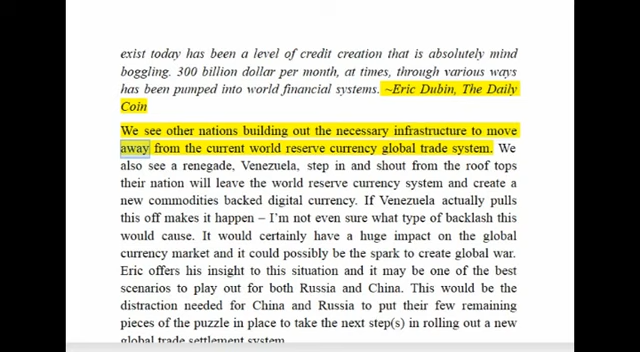 exist today has been a level of credit creation that is absolutely mind
boggling. 300 billion dollar per month, at times, through various ways
has been pumped into world financial systems. ~Eric Dubin, The Daily
Coin
We see other nations building out the necessary infrastructure to move
away from the current world reserve currency global trade system. We
also see a renegade, Venezuela, step in and shout from the roof tops
their nation will leave the world reserve currency system and create a
new commodities backed digital currency. If Venezuela actually pulls
this off makes it happen – I'm not even sure what type of backlash this
would cause. It would certainly have a huge impact on the global
currency market and it could possibly be the spark to create global war.
Eric offers his insight to this situation and it may be one of the best
scenarios to play out for both Russia and China. This would be the
distraction needed for China and Russia to put their few remaining
pieces of the puzzle in place to take the next step(s) in rolling out a new
global trade settlement system